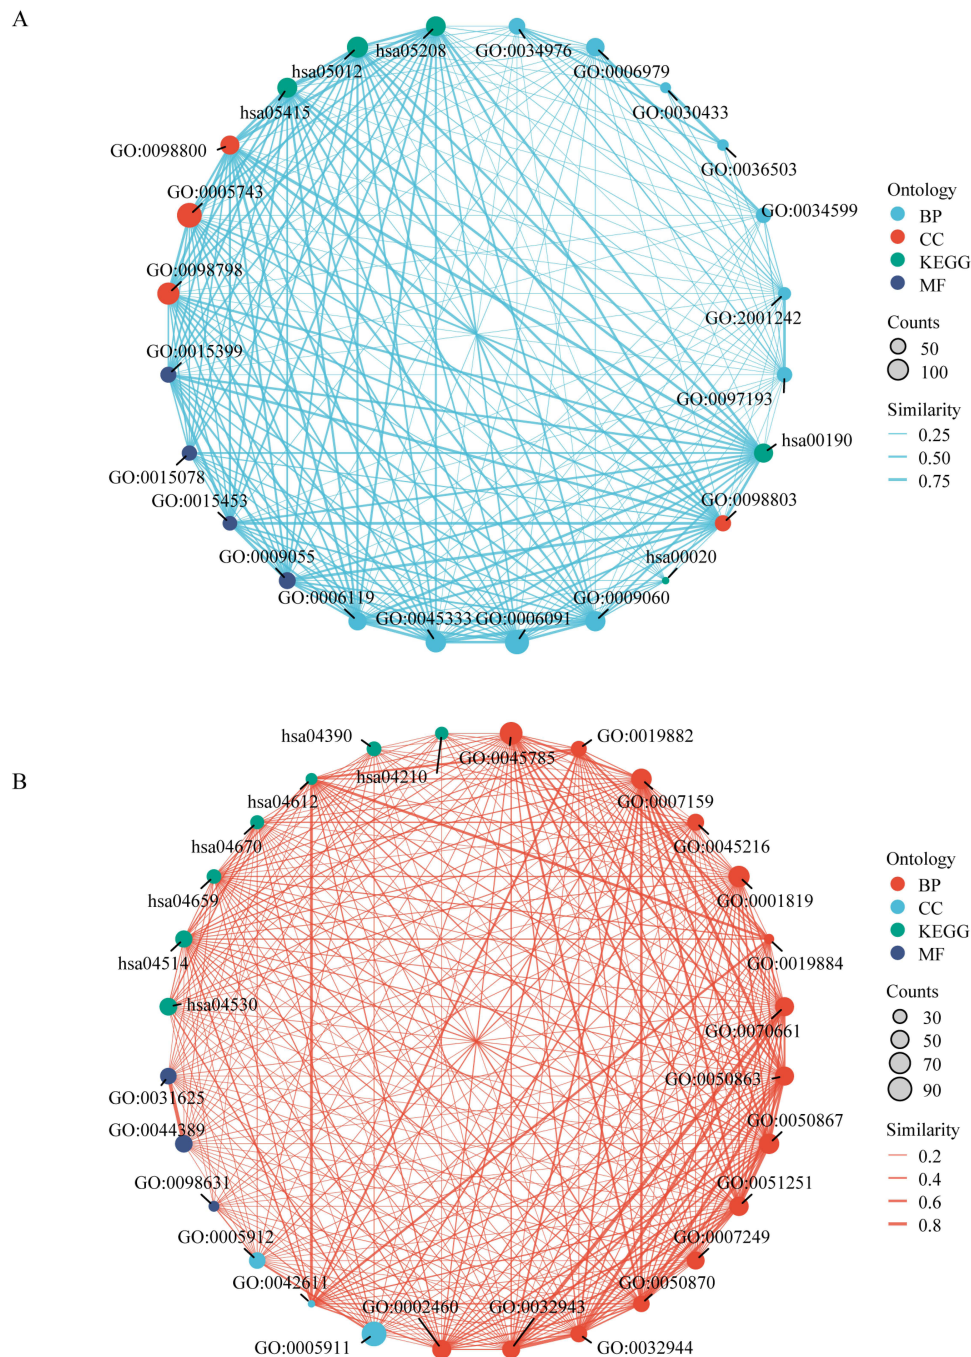 A
hsa05208
GO:0034976
hsa05012
GO:0006979
hsa05415
GO:0030433
GO:0098800
GO:0036503
GO:0005743
GO:0034599
GO:0098798
GO:2001242
GO:0015399
GO:0097193
hsa00190
GO:0015078
GO:0098803
GO:0015453
GO:0009055
hsa00020
GO:0006119
GO:0009060
GO:0045333
GO:0006091
Ontology
BP
CC
KEGG
MF
Counts
50
100
Similarity
0.25
0.50
0.75
B
hsa04390
hsa04210
GO:0045785
GO:0019882
hsa04612
GO:0007159
hsa04670
GO:0045216
hsa04659
GO:0001819
hsa04514
GO:0019884
hsa04530
GO:0070661
GO:0031625
GO:0050863
GO:0044389
GO:0050867
GO:0098631
GO:0051251
GO:0005912
GO:0007249
GO:0042611
GO:0050870
GO:0002460
GO:0032943
GO:0005911
GO:0032944
Ontology
BP
CC
KEGG
MF
Counts
30
50
70
90
Similarity
0.2
0.4
0.6
0.8